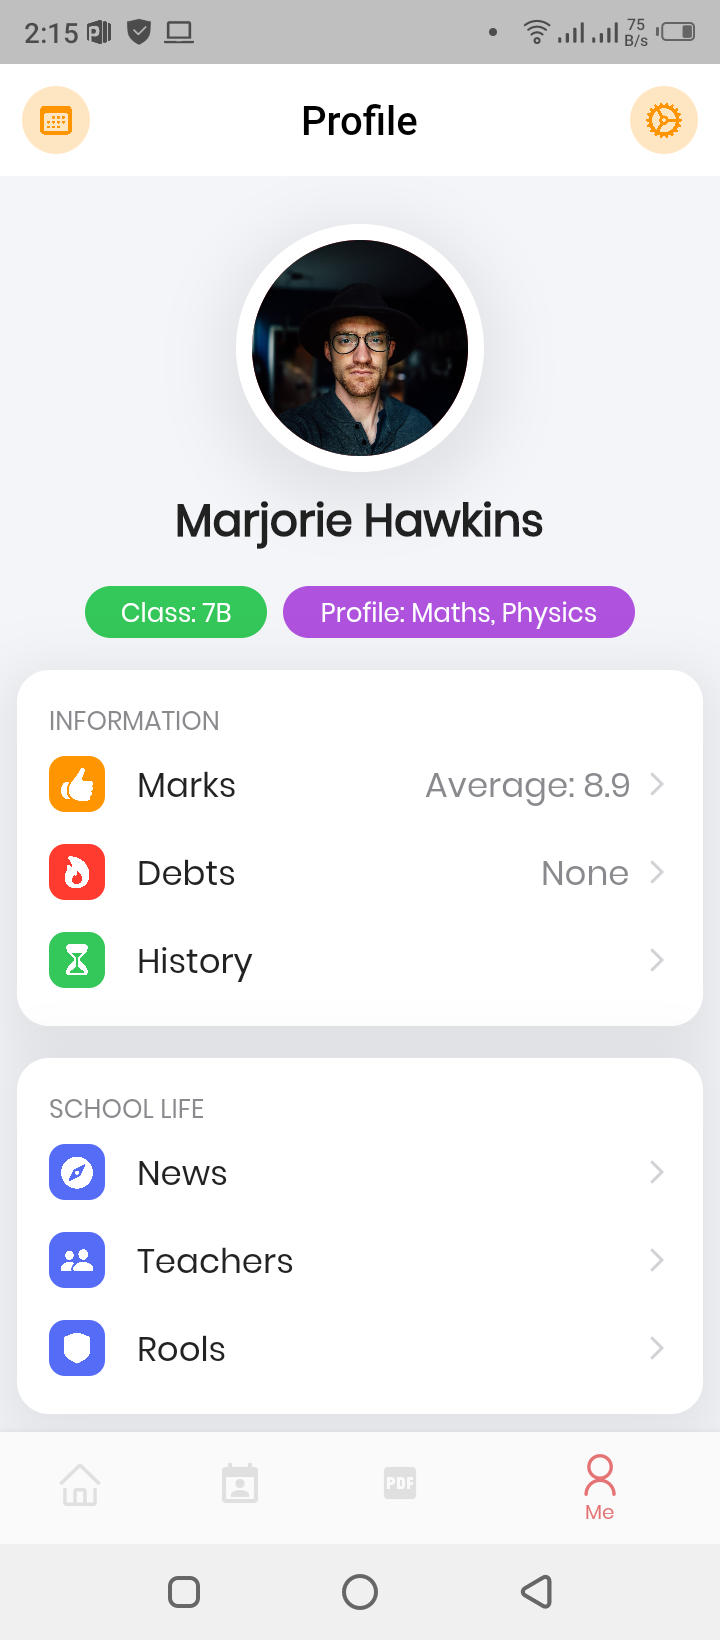 2:15
75
B/s
Profile
Marjorie Hawkins
Class: 7B
Profile: Maths, Physics
INFORMATION
Marks Average: 8.9
Debts None
History
SCHOOL LIFE
News
Teachers
Rools
PDF
Me